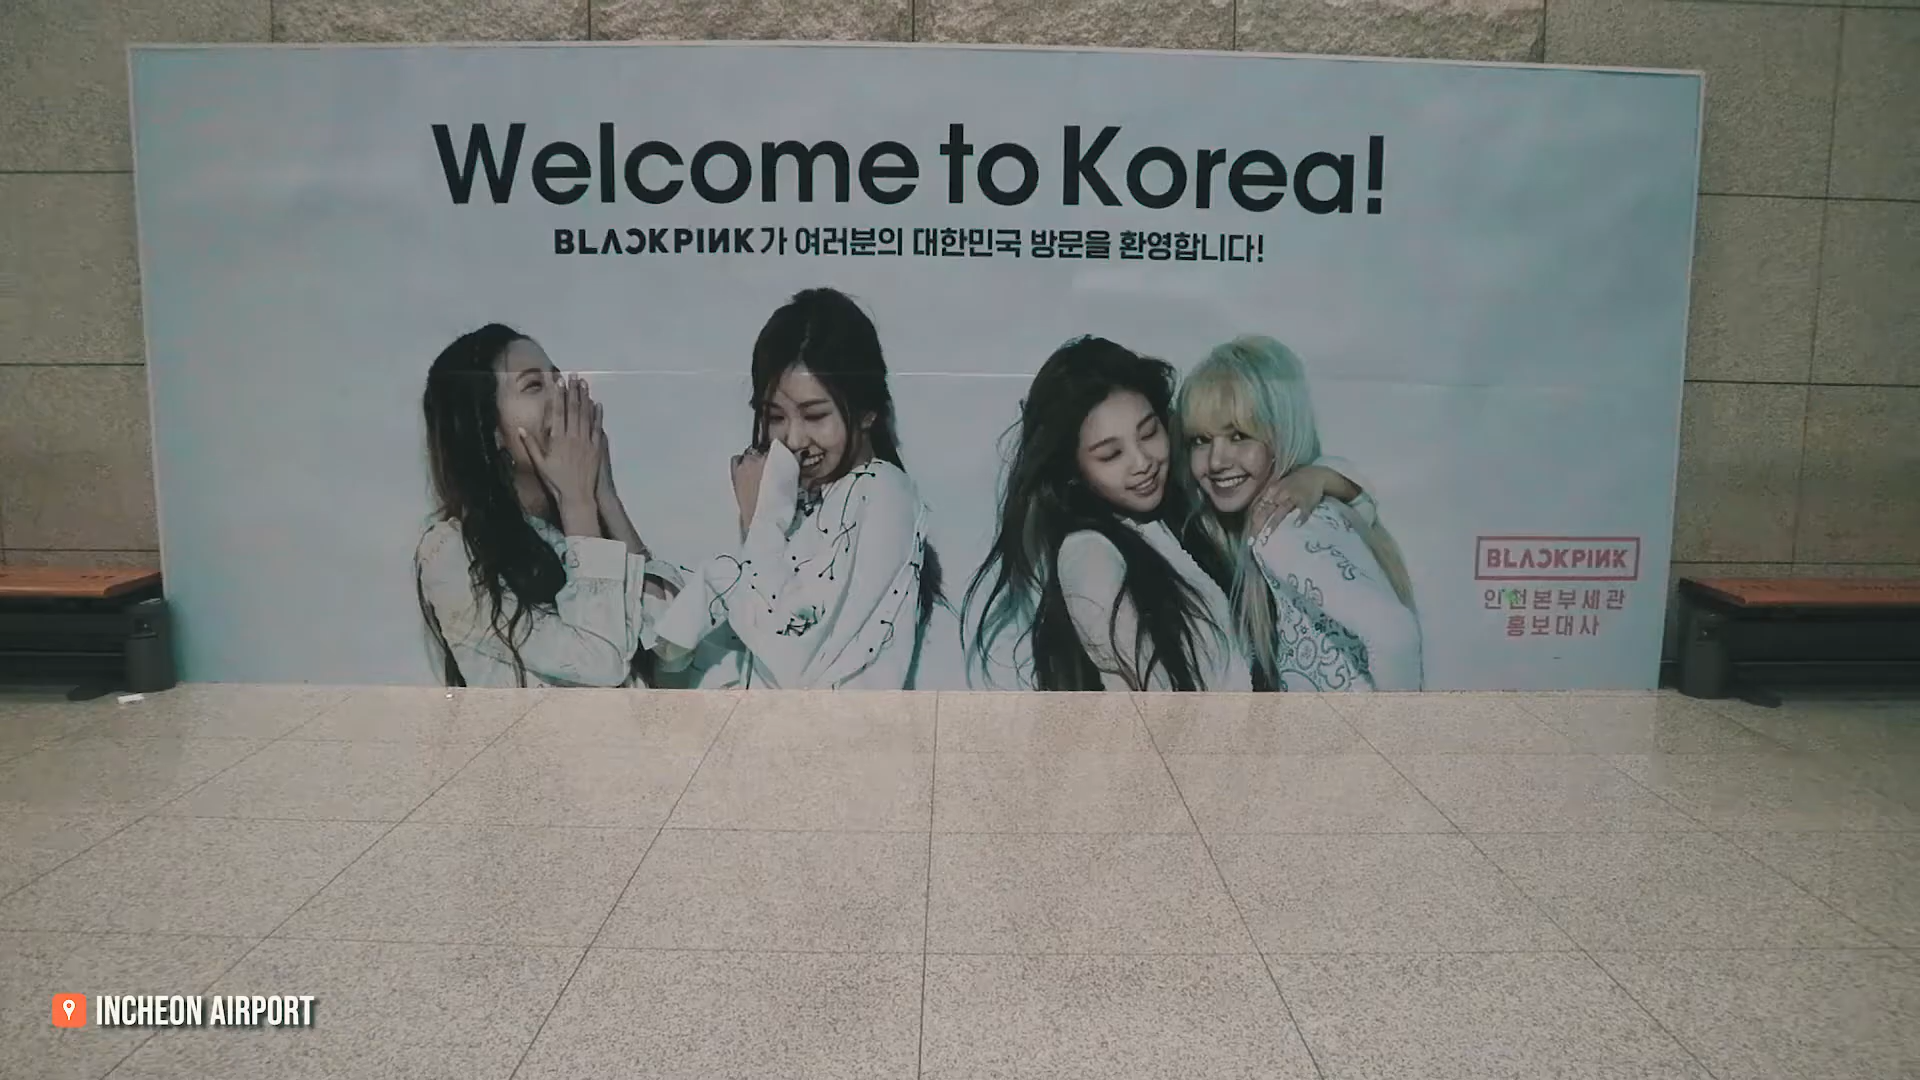 Welcome to Korea!
BLACKPINK가 여러분의 대한민국 방문을 환영합니다!
BLACKPINK
인천본부세관
홍보대사
INCHEON AIRPORT